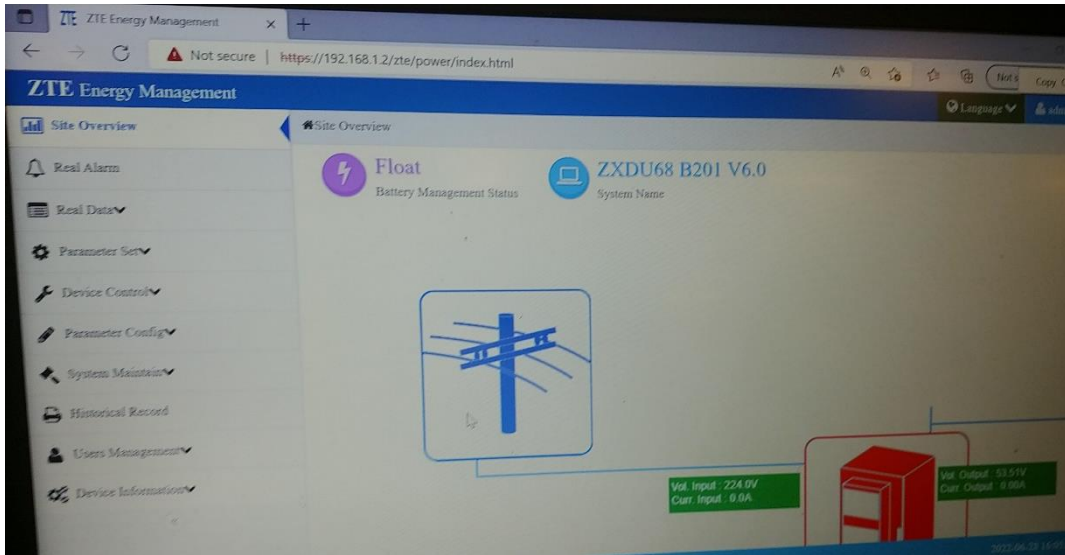 ZTE ZTE Energy Management
Not secure https://192.168.1.2/zte/power/index.html
Not s
Copy
ZTE Energy Management
Language
Site Overview
Site Overview
Real Alarm
Float
Battery Management Status
ZXDU68 B201 V6.0
System Name
Real Data
Parameter Set
Device Control
Parameter Config
System Maintain
Historical Record
Users Management
Device Information
Vol. Input : 224.0V
Curr. Input : 0.0A
Vol. Output : 53.51V
Curr. Output : 0.00A